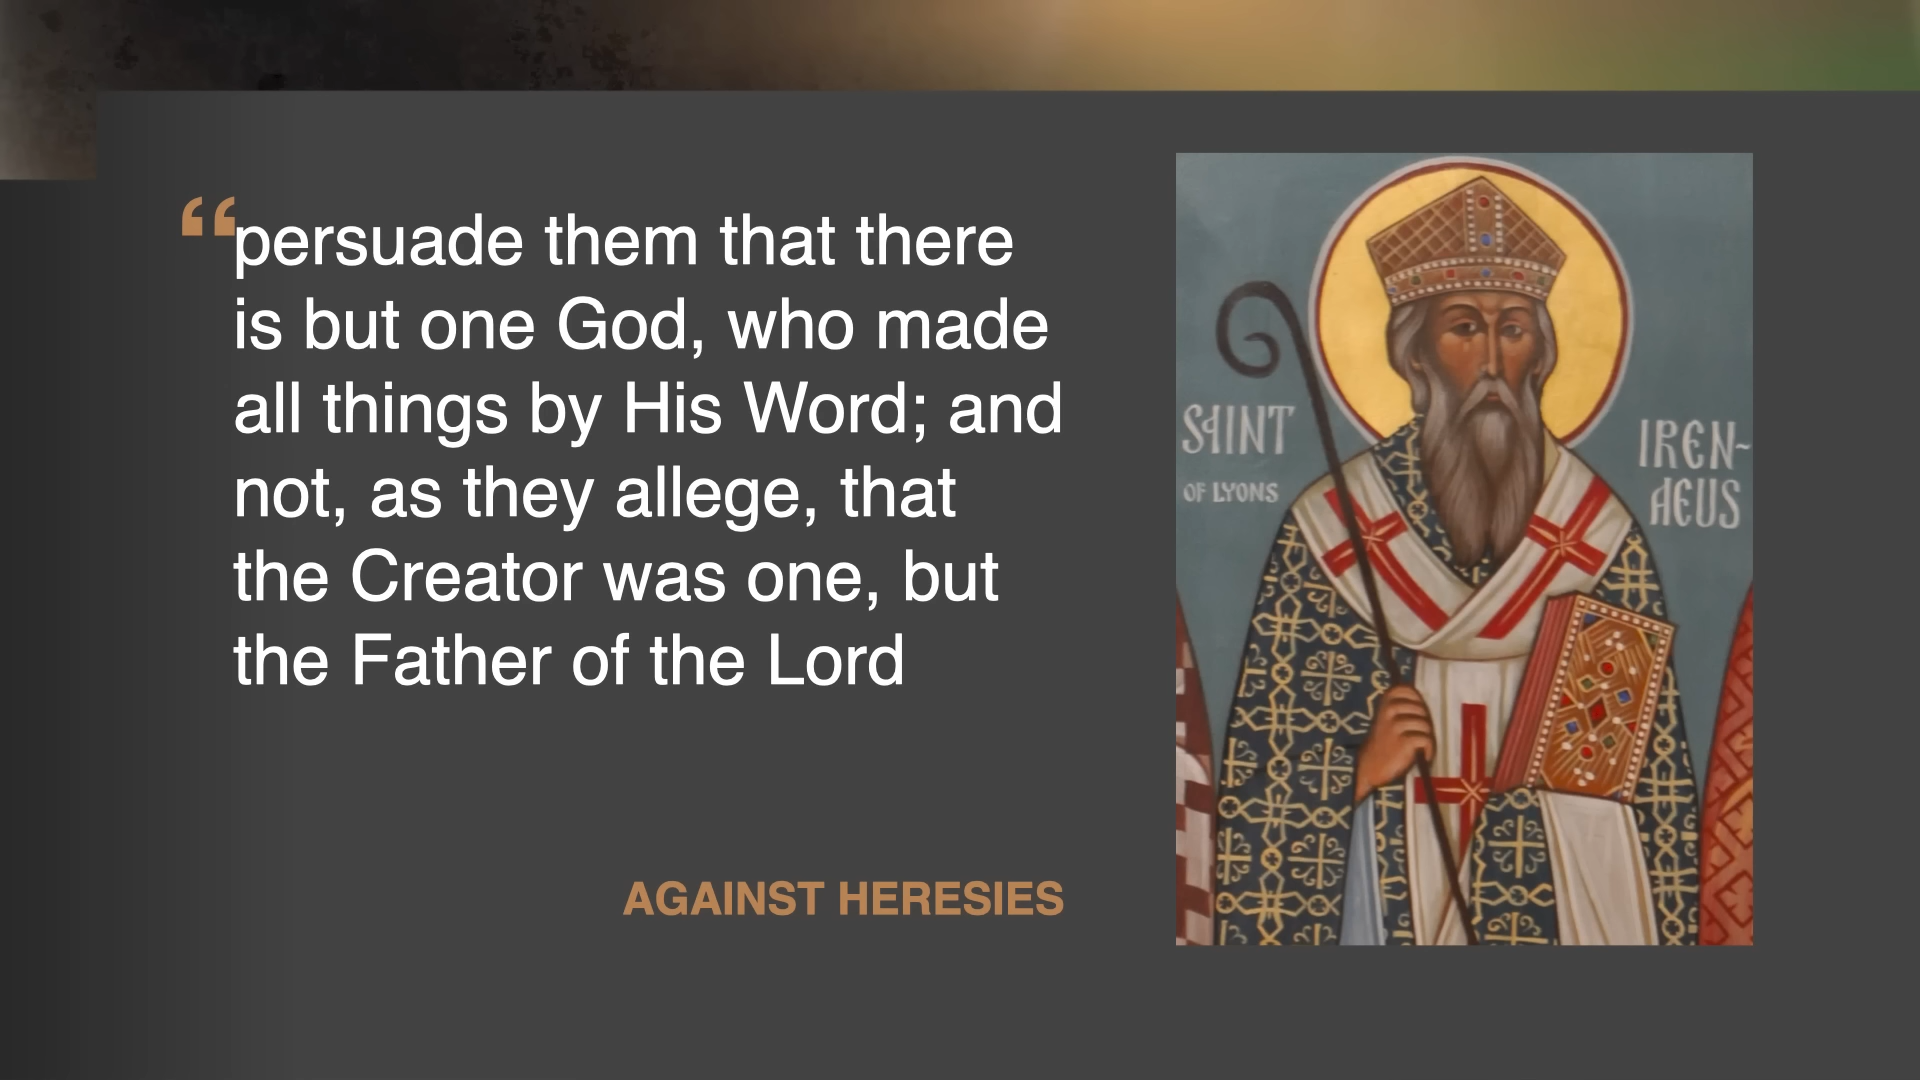 “persuade them that there
is but one God, who made
all things by His Word; and
not, as they allege, that
the Creator was one, but
the Father of the Lord
AGAINST HERESIES
SAINT
OF LYONS
IREN-
AEUS